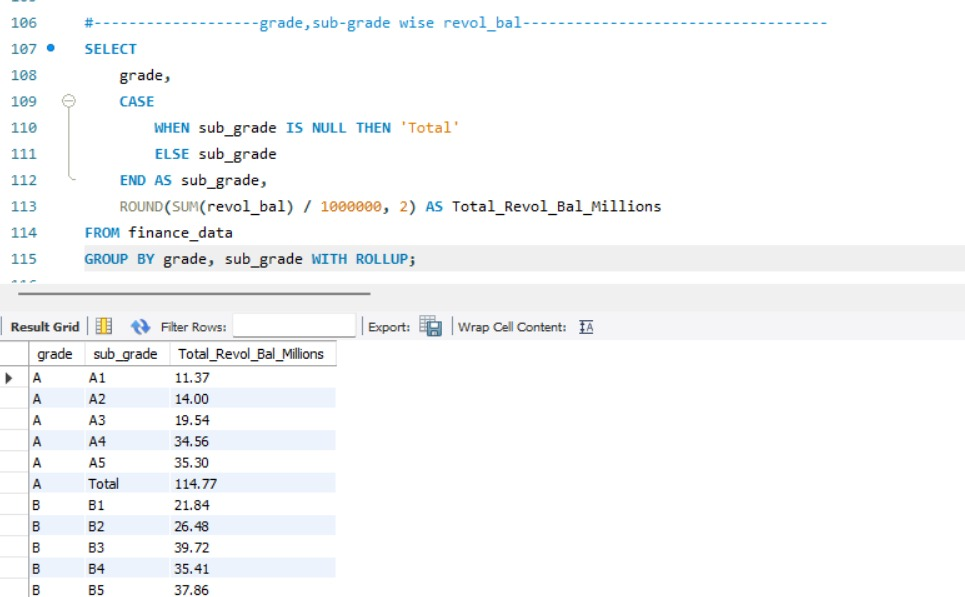 106 #-------------------grade,sub-grade wise revol_bal-----------------------------------
107 SELECT
108 grade,
109 CASE
110 WHEN sub_grade IS NULL THEN 'Total'
111 ELSE sub_grade
112 END AS sub_grade,
113 ROUND(SUM(revol_bal) / 1000000, 2) AS Total_Revol_Bal_Millions
114 FROM finance_data
115 GROUP BY grade, sub_grade WITH ROLLUP;
Result Grid Filter Rows: Export: Wrap Cell Content:
grade sub_grade Total_Revol_Bal_Millions
A A1 11.37
A A2 14.00
A A3 19.54
A A4 34.56
A A5 35.30
A Total 114.77
B B1 21.84
B B2 26.48
B B3 39.72
B B4 35.41
B B5 37.86